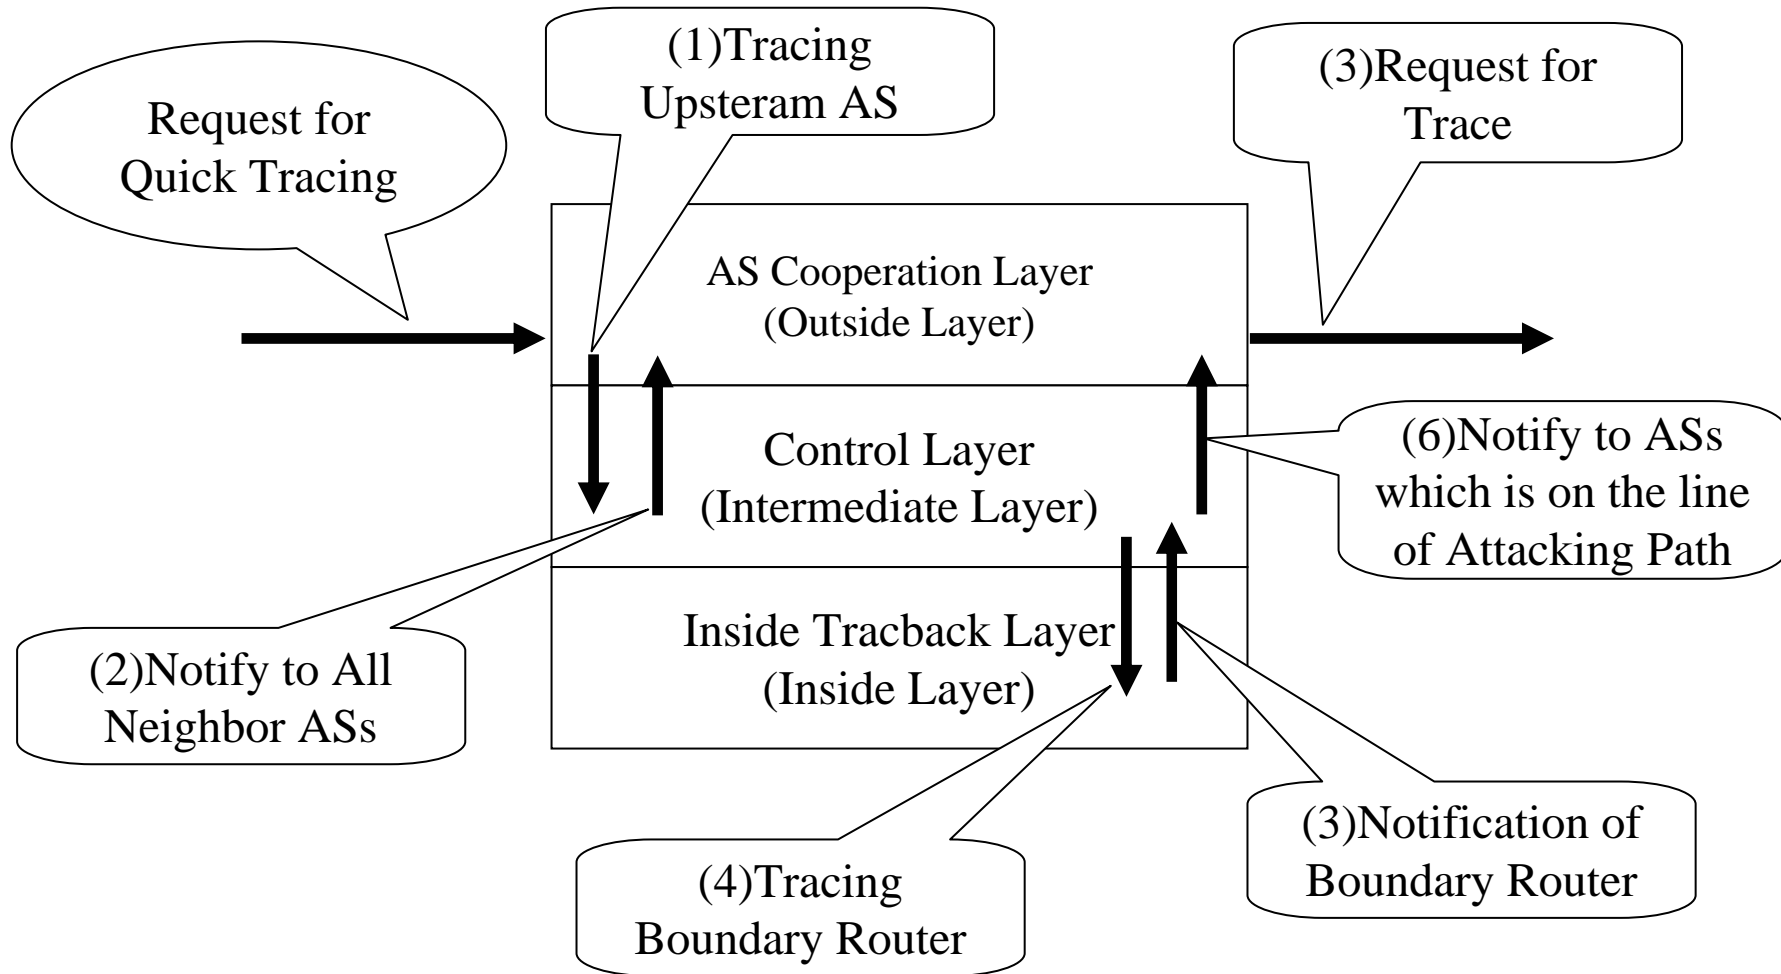 Request for
Quick Tracing
(1)Tracing
Upsteram AS
(3)Request for
Trace
AS Cooperation Layer
(Outside Layer)
Control Layer
(Intermediate Layer)
(6)Notify to ASs
which is on the line
of Attacking Path
Inside Tracback Layer
(Inside Layer)
(2)Notify to All
Neighbor ASs
(4)Tracing
Boundary Router
(3)Notification of
Boundary Router